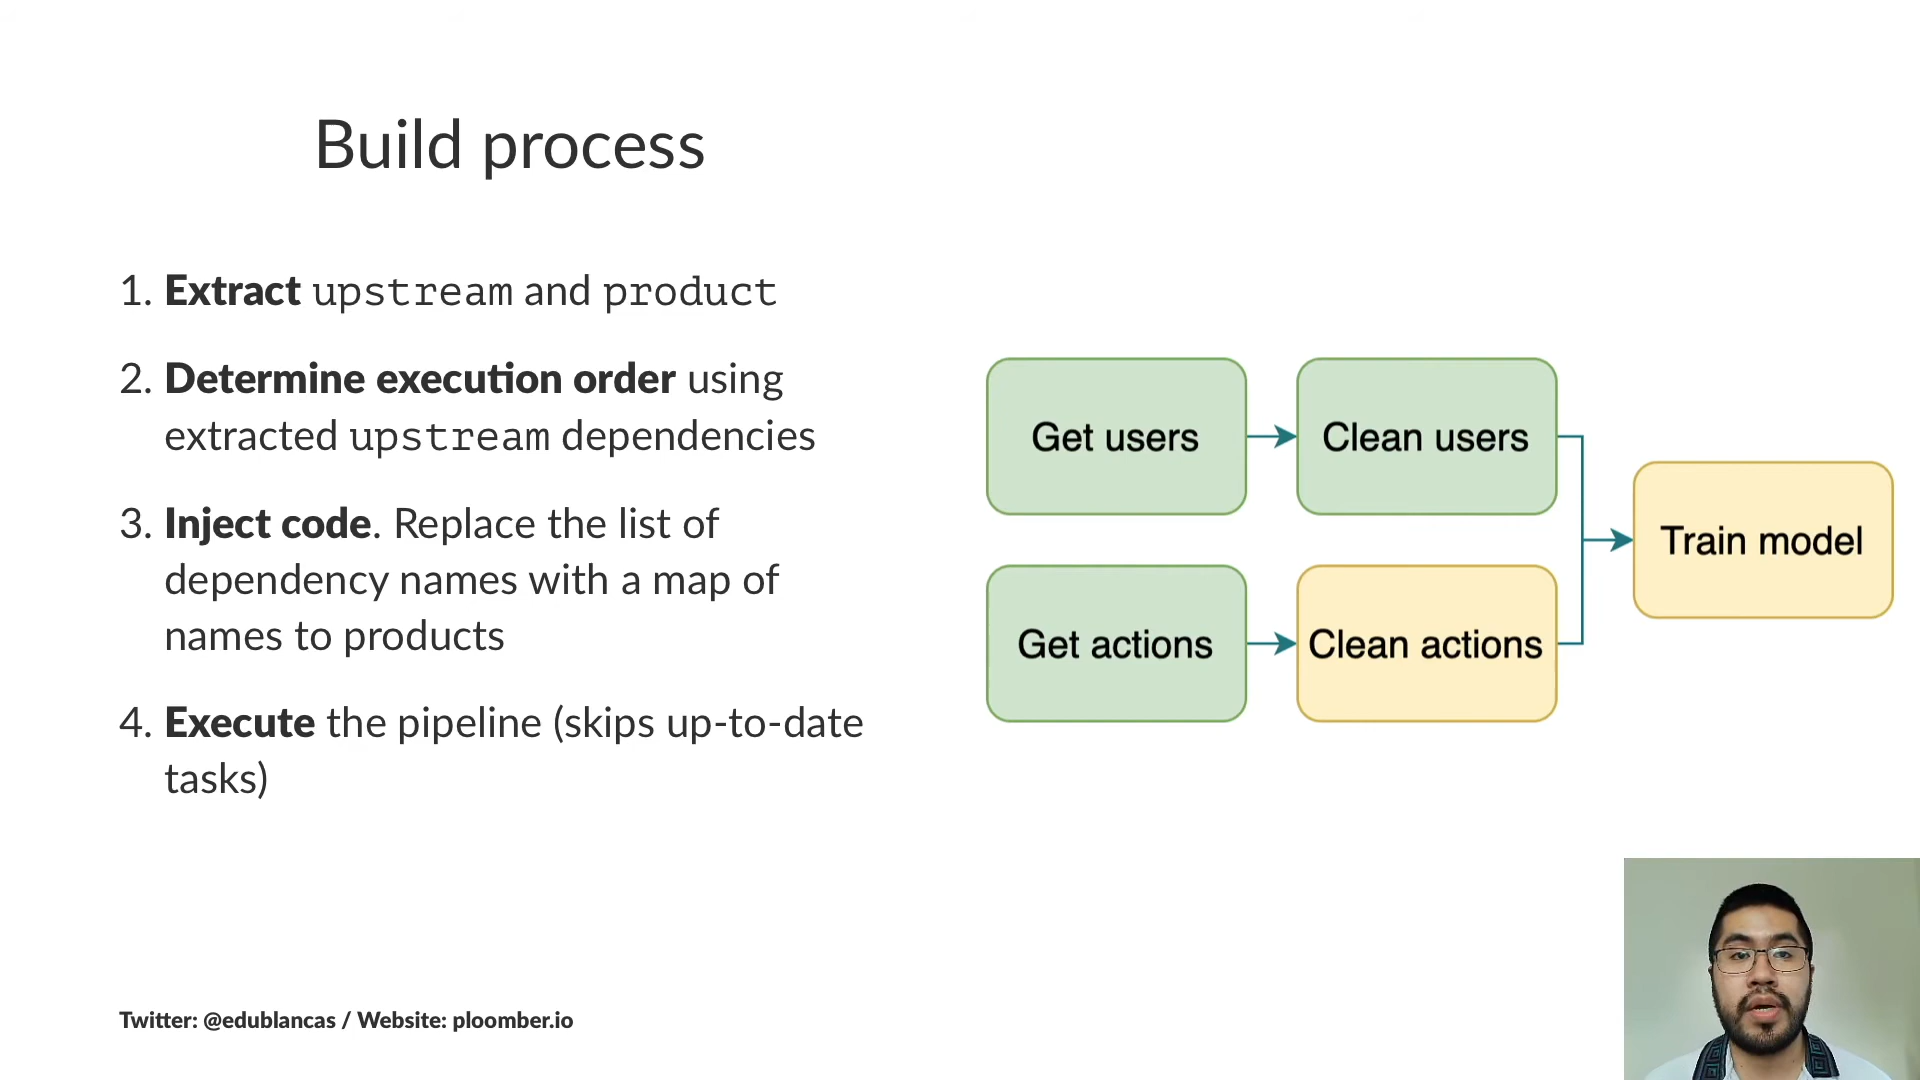 Build process
1. Extract upstream and product
2. Determine execution order using
extracted upstream dependencies
3. Inject code. Replace the list of
dependency names with a map of
names to products
4. Execute the pipeline (skips up-to-date
tasks)
Get users
Clean users
Train model
Get actions
Clean actions
Twitter: @edublancas / Website: ploomber.io